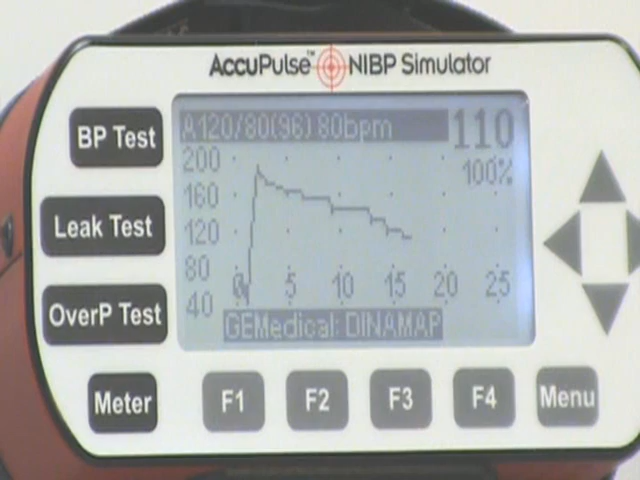 AccuPulse™ NIBP Simulator
BP Test
Leak Test
OverP Test
Meter
A120/80(96) 80bpm
110
100%
200
160
120
80
40
0 5 10 15 20 25
GEMedical: DINAMAP
F1 F2 F3 F4 Menu